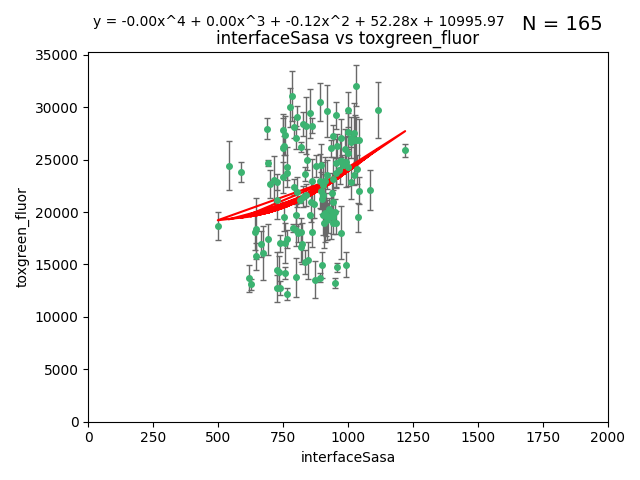 y = -0.00x^4 + 0.00x^3 + -0.12x^2 + 52.28x + 10995.97 N = 165
interfaceSasa vs toxgreen_fluor
35000
30000
25000
20000
15000
10000
5000
0
toxgreen_fluor
0 250 500 750 1000 1250 1500 1750 2000
interfaceSasa